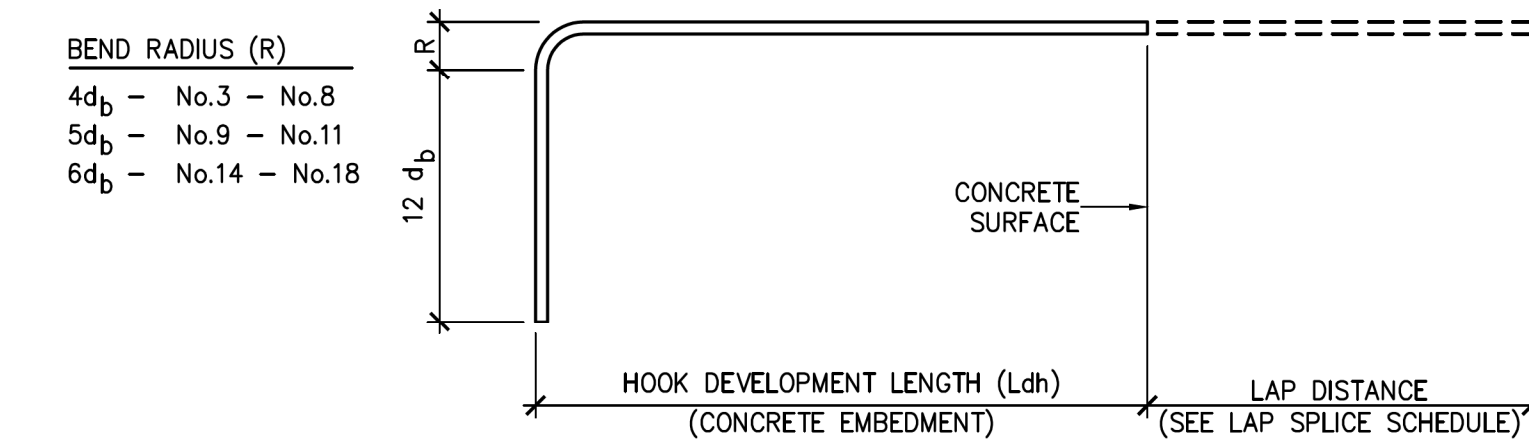 BEND RADIUS (R)
4db – No.3 – No.8
5db – No.9 – No.11
6db – No.14 – No.18
R
12 db
CONCRETE
SURFACE
HOOK DEVELOPMENT LENGTH (Ldh)
(CONCRETE EMBEDMENT)
LAP DISTANCE
(SEE LAP SPLICE SCHEDULE)